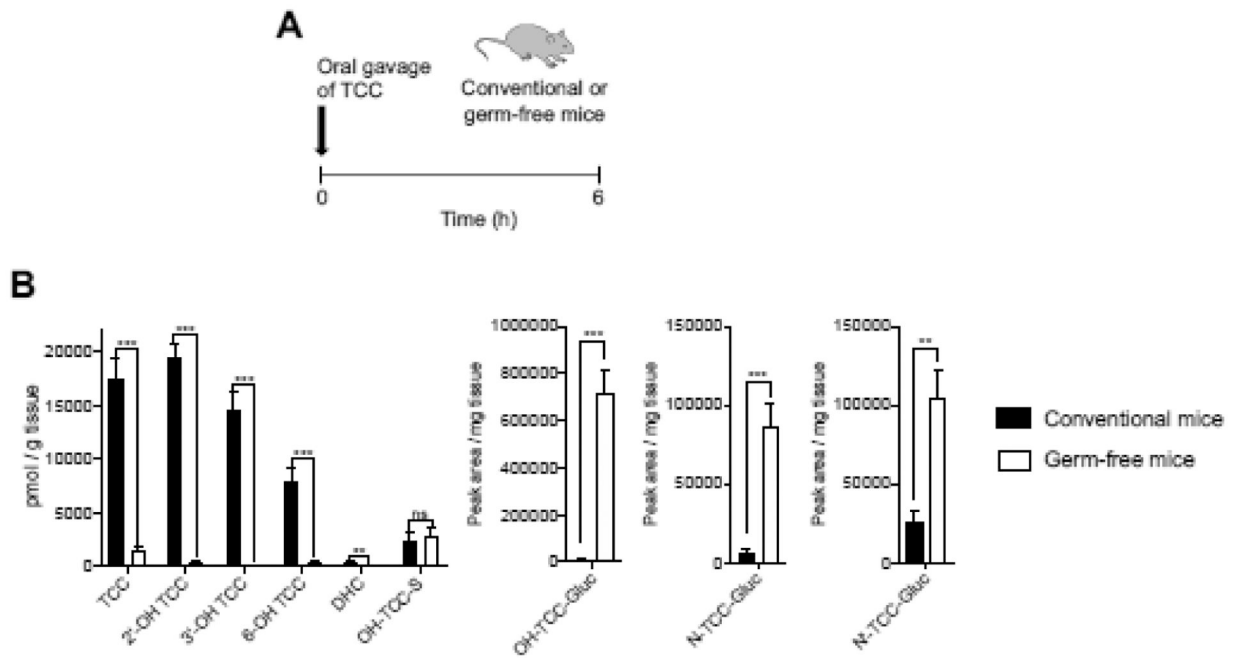 A
Oral gavage
of TCC
Conventional or
germ-free mice
0
6
Time (h)
B
pmol / g tissue
20000
15000
10000
5000
0
***
***
***
***
**
ns
TCC
2'-OH TCC
3'-OH TCC
6-OH TCC
DHC
OH-TCC-S
Peak area / mg tissue
1000000
800000
600000
400000
200000
0
***
OH-TCC-Gluc
Peak area / mg tissue
150000
100000
50000
0
***
N-TCC-Gluc
Peak area / mg tissue
150000
100000
50000
0
**
N'-TCC-Gluc
Conventional mice
Germ-free mice